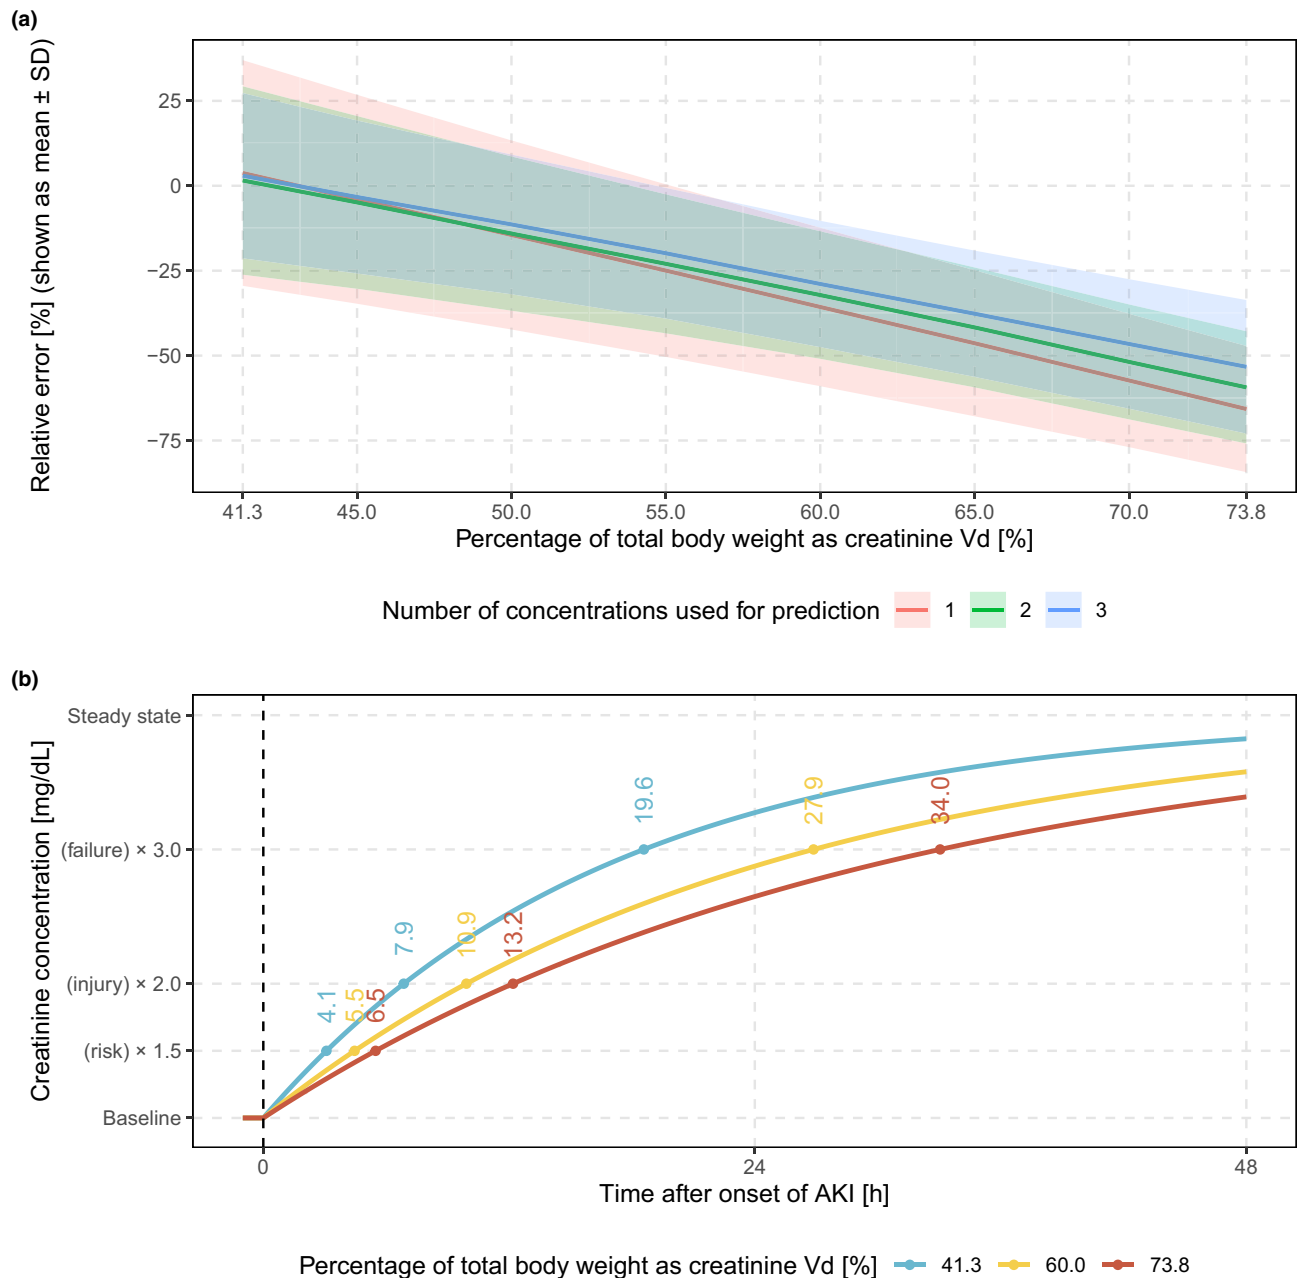 (a)
Relative error [%] (shown as mean ± SD)
25
0
−25
−50
−75
41.3 45.0 50.0 55.0 60.0 65.0 70.0 73.8
Percentage of total body weight as creatinine Vd [%]
Number of concentrations used for prediction 1 2 3
(b)
Creatinine concentration [mg/dL]
Steady state
(failure) × 3.0
(injury) × 2.0
(risk) × 1.5
Baseline
19.6 27.9 34.0
7.9 10.9 13.2
4.1 5.5 6.5
0 24 48
Time after onset of AKI [h]
Percentage of total body weight as creatinine Vd [%] 41.3 60.0 73.8